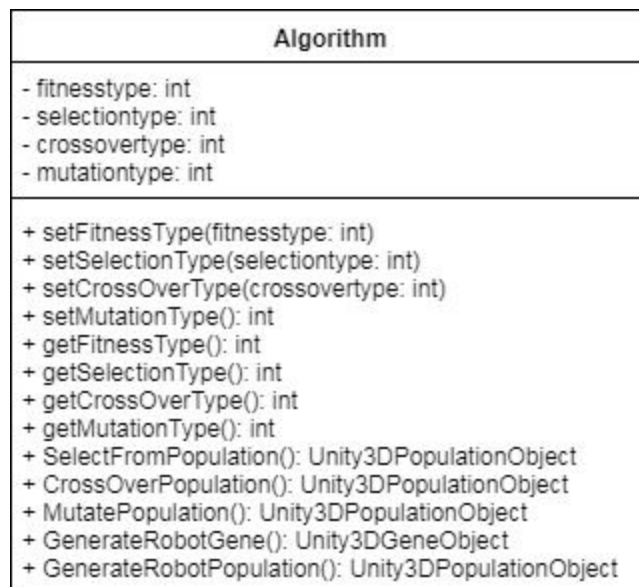 Algorithm
- fitnesstype: int
- selectiontype: int
- crossovertype: int
- mutationtype: int
+ setFitnessType(fitnesstype: int)
+ setSelectionType(selectiontype: int)
+ setCrossOverType(crossovertype: int)
+ setMutationType(): int
+ getFitnessType(): int
+ getSelectionType(): int
+ getCrossOverType(): int
+ getMutationType(): int
+ SelectFromPopulation(): Unity3DPopulationObject
+ CrossOverPopulation(): Unity3DPopulationObject
+ MutatePopulation(): Unity3DPopulationObject
+ GenerateRobotGene(): Unity3DGeneObject
+ GenerateRobotPopulation(): Unity3DPopulationObject